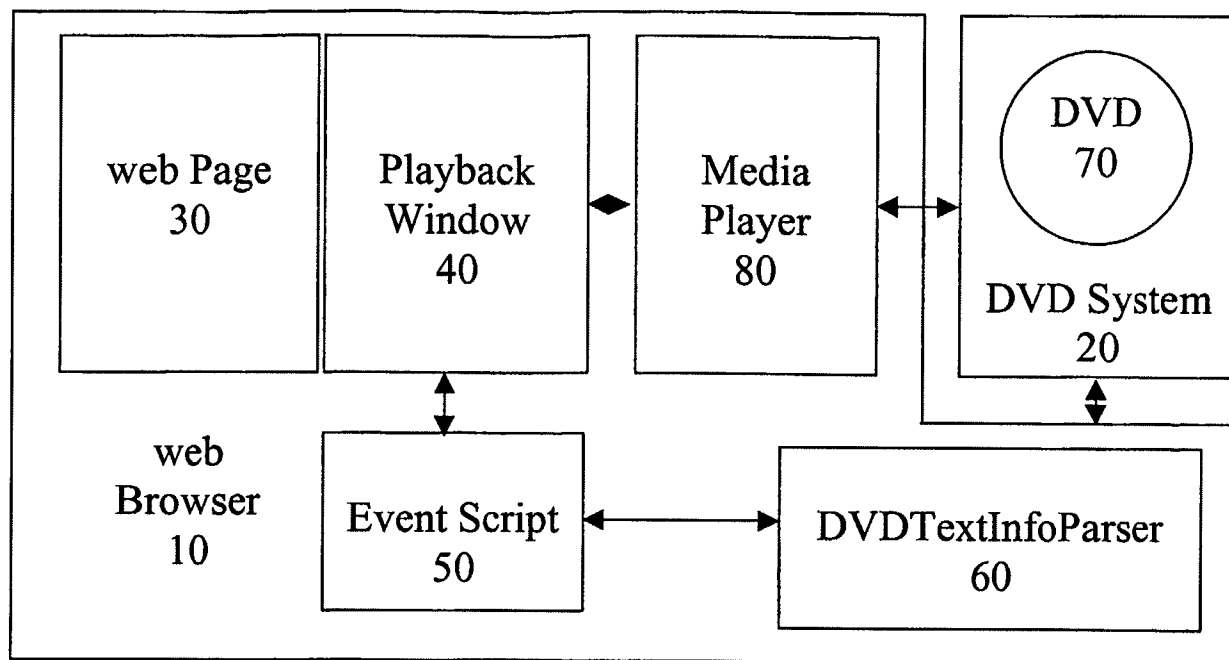 web Page
30
Playback
Window
40
Media
Player
80
DVD
70
DVD System
20
web
Browser
10
Event Script
50
DVDTextInfoParser
60